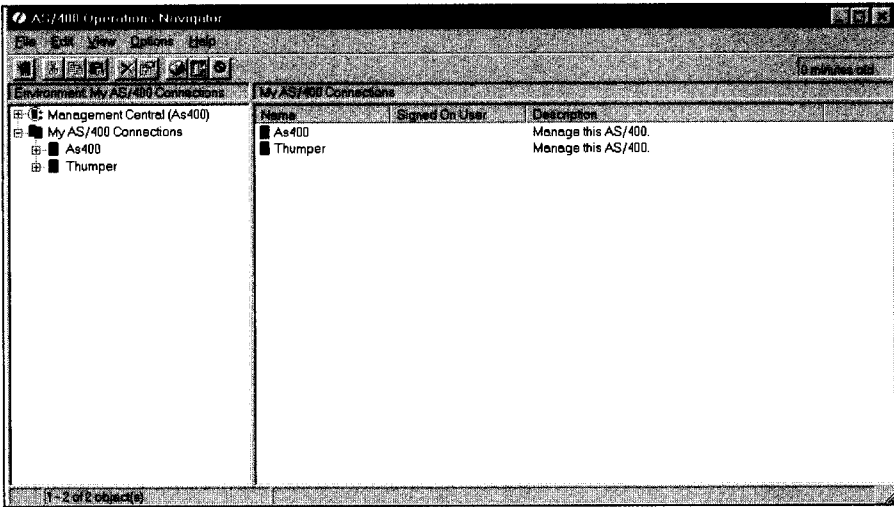 AS/400 Operations Navigator
File Edit View Options Help
0 minutes old
Environment: My AS/400 Connections
My AS/400 Connections
Management Central (As400)
My AS/400 Connections
As400
Thumper
Name Signed On User Description
As400 Manage this AS/400.
Thumper Manage this AS/400.
1 - 2 of 2 object(s)